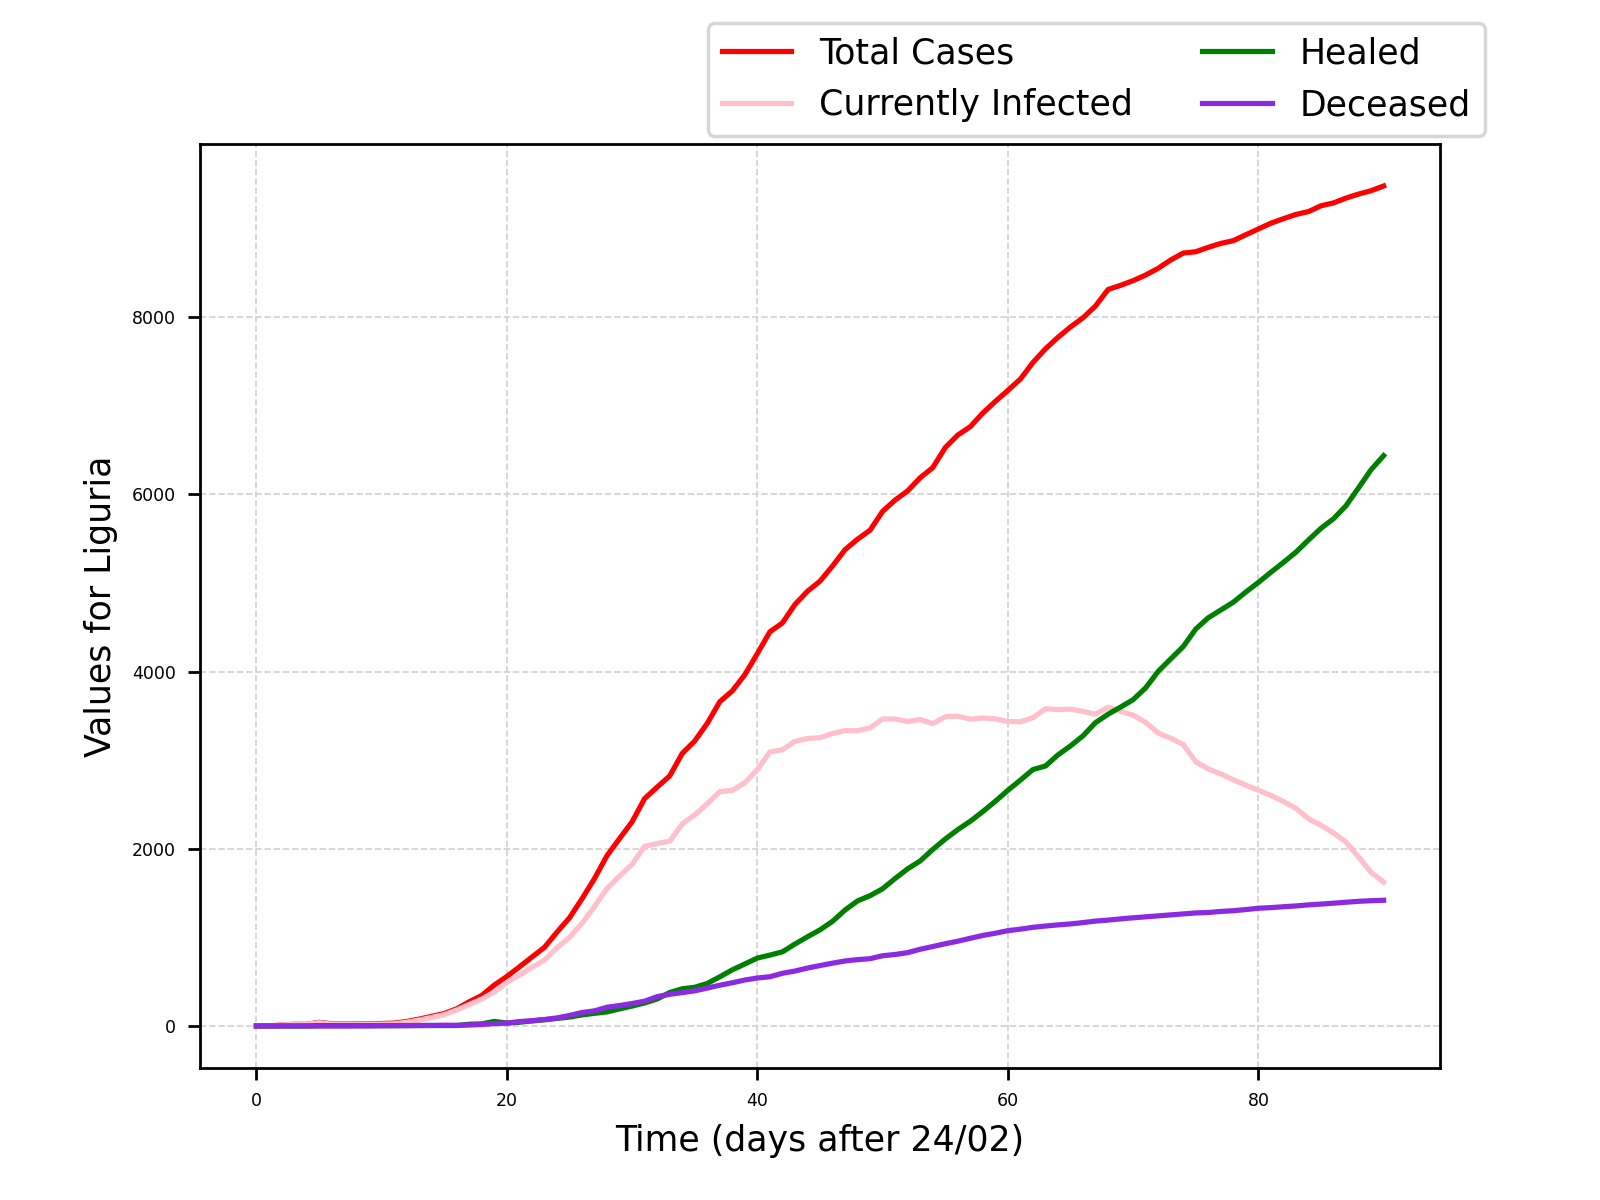 Total Cases
Currently Infected
Healed
Deceased
Values for Liguria
8000
6000
4000
2000
0
0 20 40 60 80
Time (days after 24/02)